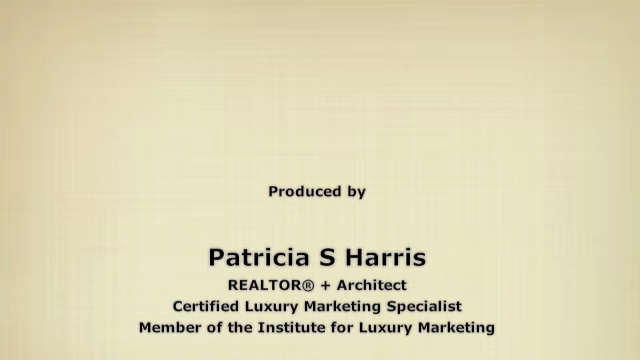 Produced by
Patricia S Harris
REALTOR® + Architect
Certified Luxury Marketing Specialist
Member of the Institute for Luxury Marketing